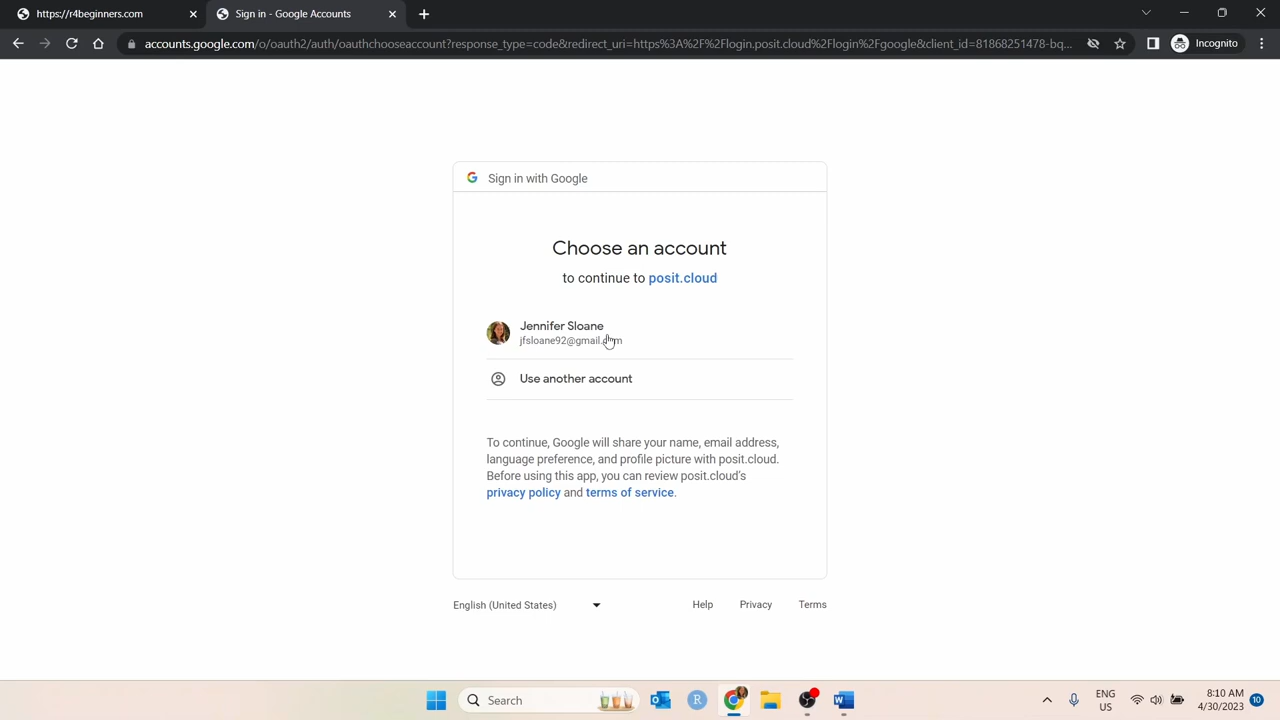 https://r4beginners.com
Sign in - Google Accounts
accounts.google.com/o/oauth2/auth/oauthchooseaccount?response_type=code&redirect_uri=https%3A%2F%2Flogin.posit.cloud%2Flogin%2Fgoogle&client_id=81868251478-bq...
Incognito
Sign in with Google
Choose an account
to continue to posit.cloud
Jennifer Sloane
jfsloane92@gmail.com
Use another account
To continue, Google will share your name, email address,
language preference, and profile picture with posit.cloud.
Before using this app, you can review posit.cloud's
privacy policy and terms of service.
English (United States)
Help
Privacy
Terms
Search
R
W
ENG
US
8:10 AM
4/30/2023
10